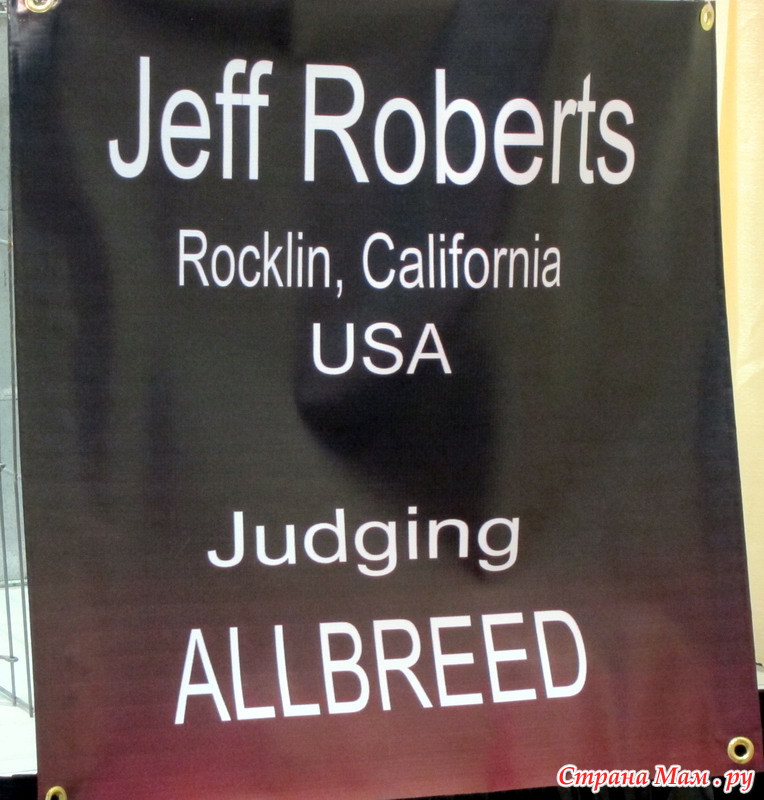 Jeff Roberts
Rocklin, California
USA
Judging
ALLBREED
Страна Мам . ру